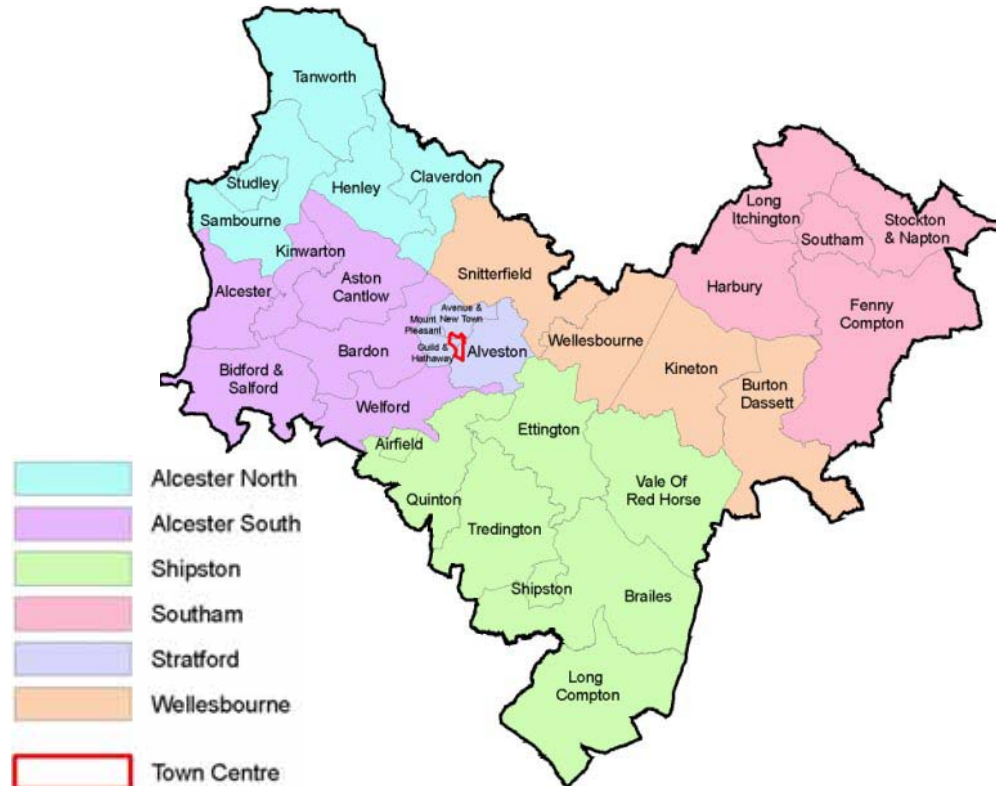 Tanworth
Claverdon
Studley
Henley
Sambourne
Long
Itchington
Stockton
& Napton
Southam
Kinwarton
Snitterfield
Aston
Cantlow
Alcester
Harbury
Fenny
Compton
Avenue &
New Town
Mount
Pleasant
Guild &
Hathaway
Alveston
Wellesbourne
Bardon
Kineton
Bidford &
Salford
Burton
Dassett
Welford
Ettington
Airfield
Vale Of
Red Horse
Quinton
Tredington
Shipston
Brailes
Long
Compton
Alcester North
Alcester South
Shipston
Southam
Stratford
Wellesbourne
Town Centre